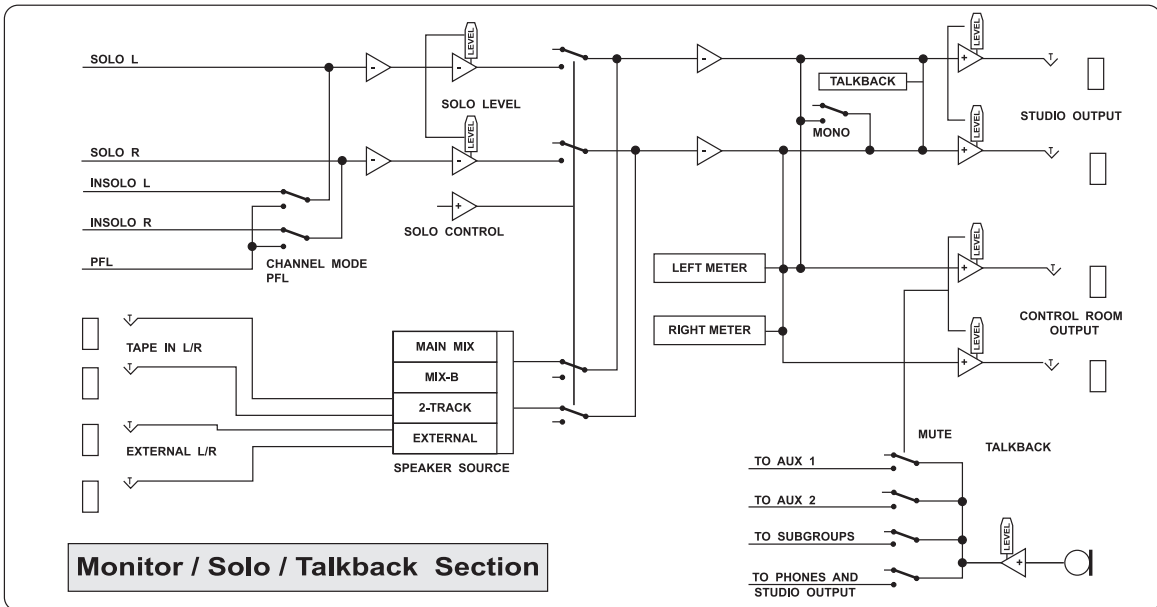 SOLO L
LEVEL
SOLO LEVEL
LEVEL
SOLO R
INSOLO L
INSOLO R
SOLO CONTROL
PFL
CHANNEL MODE
PFL
LEVEL
TALKBACK
STUDIO OUTPUT
MONO
LEVEL
LEVEL
LEFT METER
CONTROL ROOM
OUTPUT
RIGHT METER
LEVEL
TAPE IN L/R
EXTERNAL L/R
MAIN MIX
MIX-B
2-TRACK
EXTERNAL
SPEAKER SOURCE
MUTE
TALKBACK
TO AUX 1
TO AUX 2
TO SUBGROUPS
TO PHONES AND
STUDIO OUTPUT
LEVEL
Monitor / Solo / Talkback Section